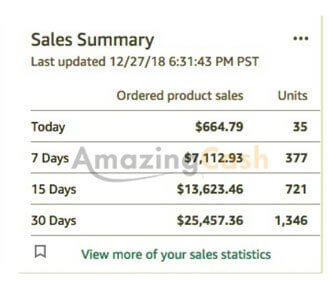 Sales Summary
Last updated 12/27/18 6:31:43 PM PST
Ordered product sales Units
Today $664.79 35
7 Days $7,112.93 377
AmazingCash
15 Days $13,623.46 721
30 Days $25,457.36 1,346
View more of your sales statistics